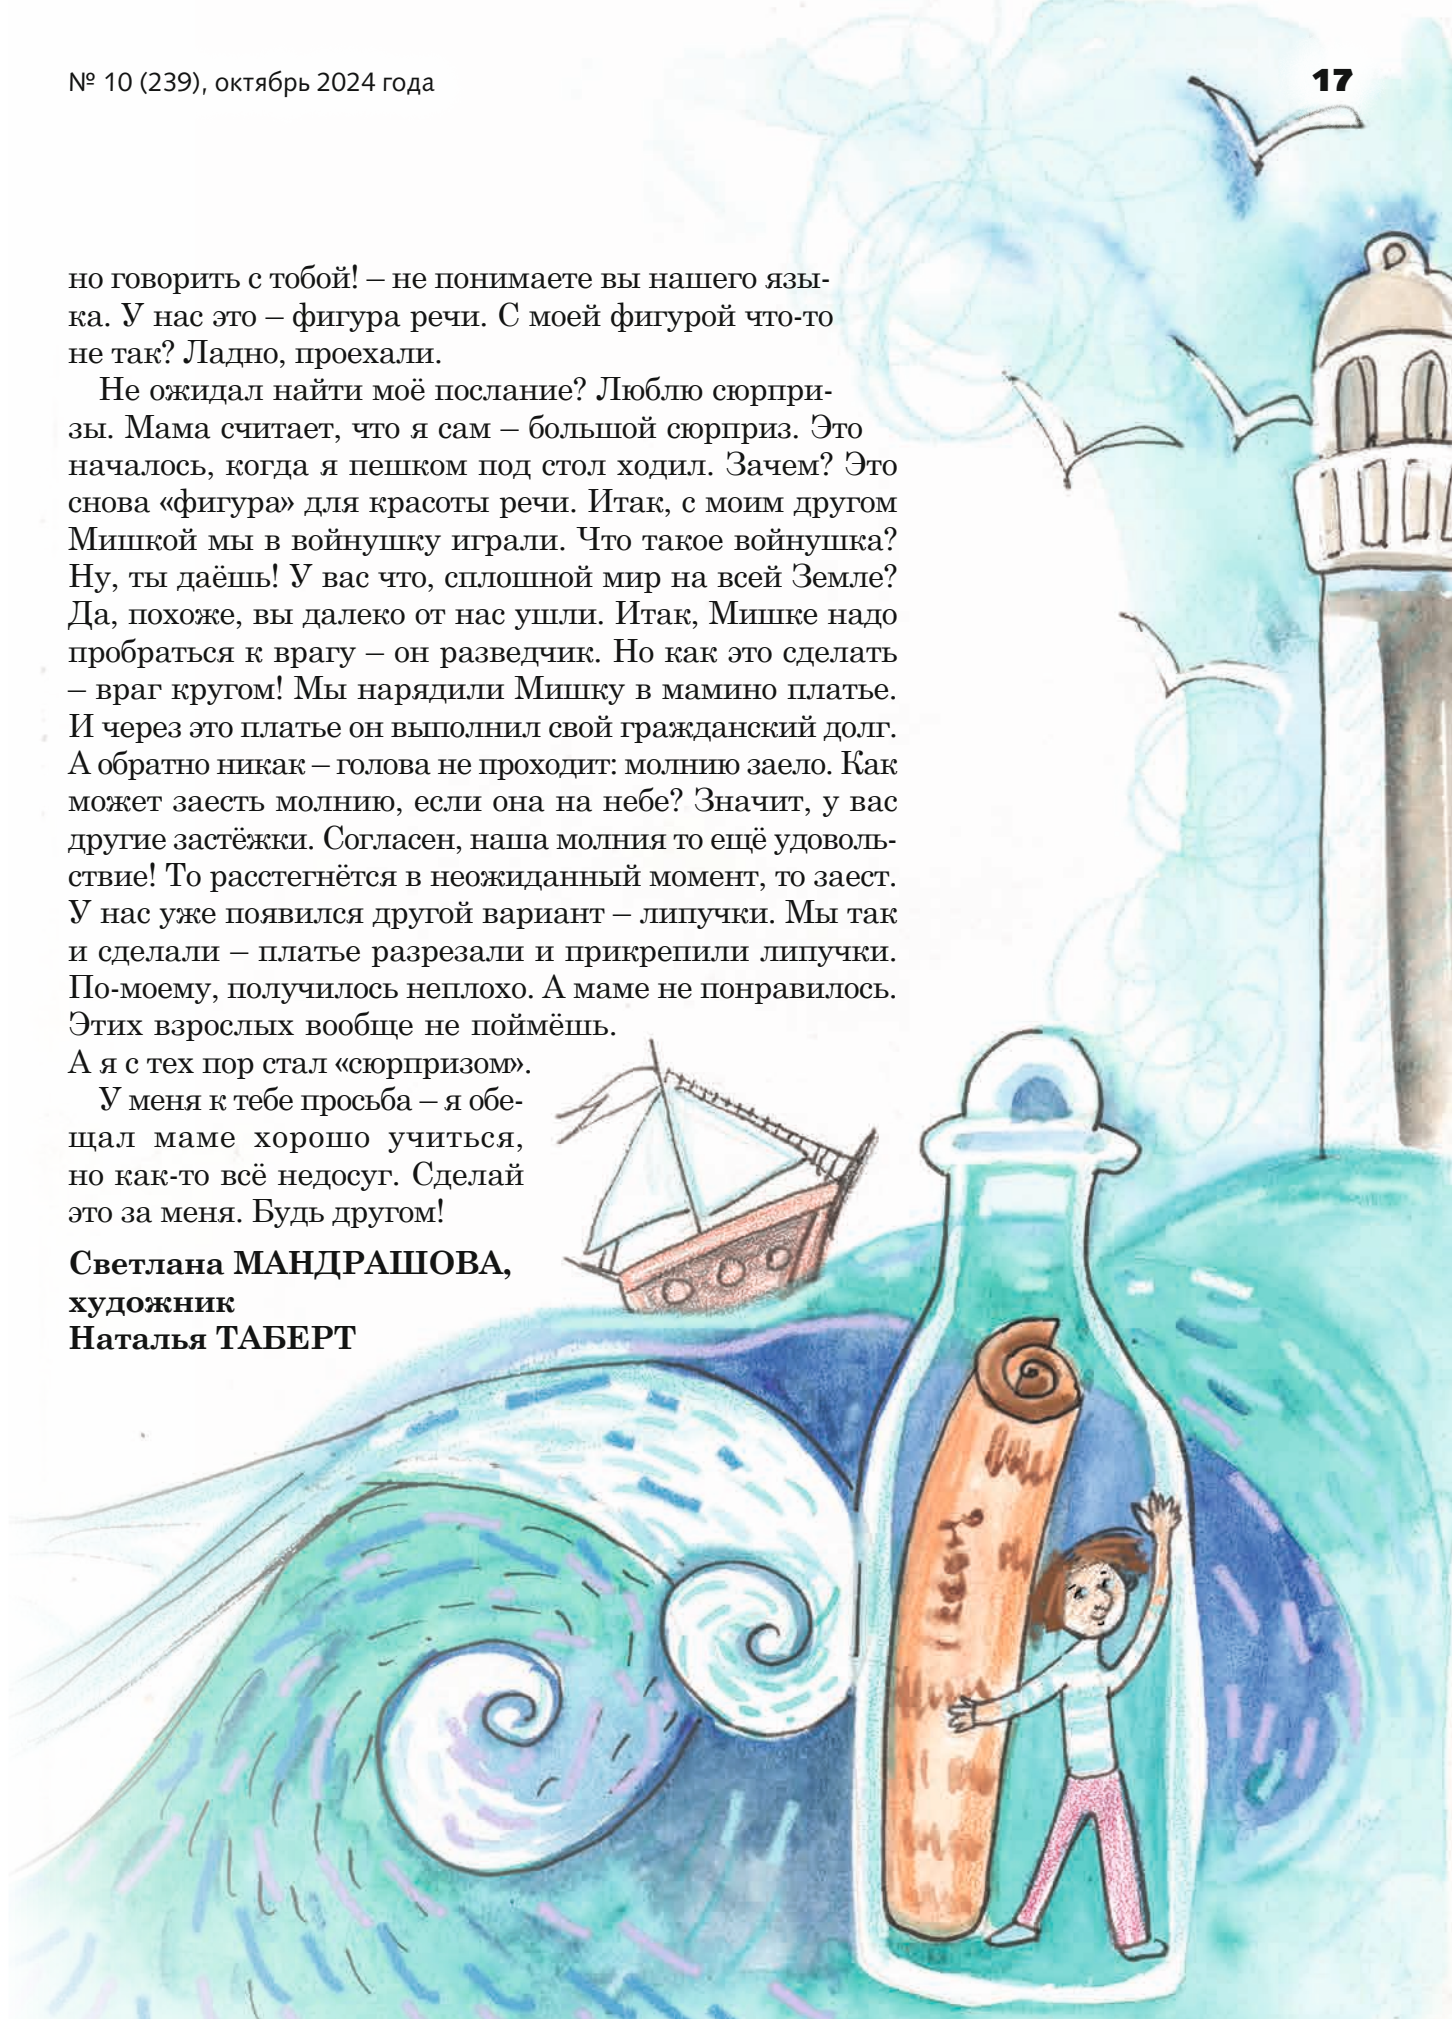 № 10 (239), октябрь 2024 года
17
но говорить с тобой! – не понимаете вы нашего язы-
ка. У нас это – фигура речи. С моей фигурой что-то
не так? Ладно, проехали.
Не ожидал найти моё послание? Люблю сюрпри-
зы. Мама считает, что я сам – большой сюрприз. Это
началось, когда я пешком под стол ходил. Зачем? Это
снова «фигура» для красоты речи. Итак, с моим другом
Мишкой мы в войнушку играли. Что такое войнушка?
Ну, ты даёшь! У вас что, сплошной мир на всей Земле?
Да, похоже, вы далеко от нас ушли. Итак, Мишке надо
пробраться к врагу – он разведчик. Но как это сделать
– враг кругом! Мы нарядили Мишку в мамино платье.
И через это платье он выполнил свой гражданский долг.
А обратно никак – голова не проходит: молнию заело. Как
может заесть молнию, если она на небе? Значит, у вас
другие застёжки. Согласен, наша молния то ещё удоволь-
ствие! То расстегнётся в неожиданный момент, то заест.
У нас уже появился другой вариант – липучки. Мы так
и сделали – платье разрезали и прикрепили липучки.
По-моему, получилось неплохо. А маме не понравилось.
Этих взрослых вообще не поймёшь.
А я с тех пор стал «сюрпризом».
У меня к тебе просьба – я обе-
щал маме хорошо учиться,
но как-то всё недосуг. Сделай
это за меня. Будь другом!
Светлана МАНДРАШОВА,
художник
Наталья ТАБЕРТ